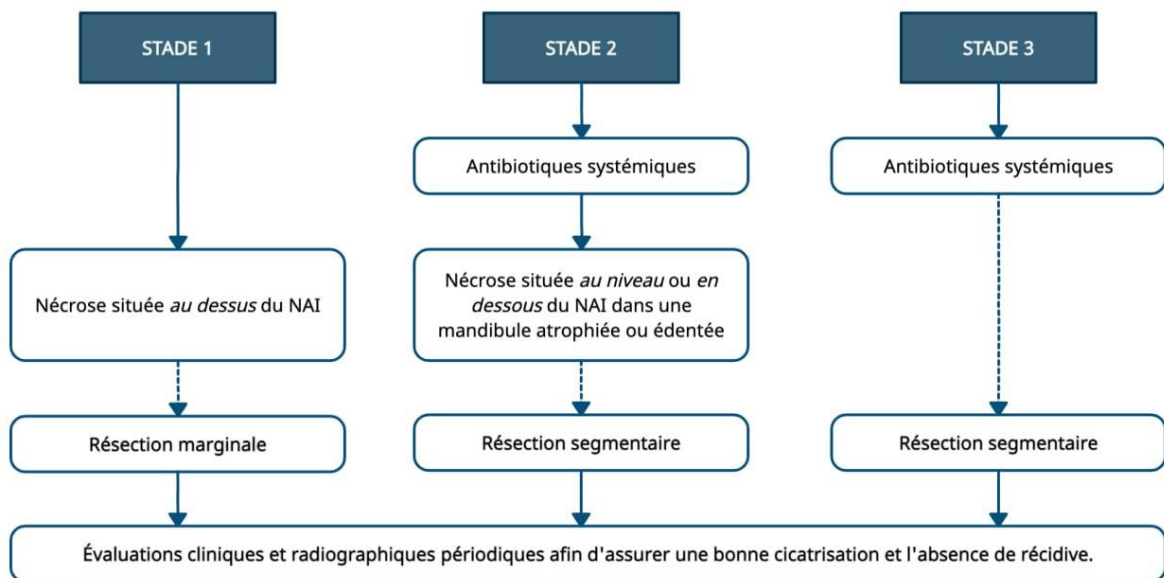 STADE 1
STADE 2
STADE 3
Antibiotiques systémiques
Antibiotiques systémiques
Nécrose située au dessus du NAI
Nécrose située au niveau ou en
dessous du NAI dans une
mandibule atrophiée ou édentée
Résection marginale
Résection segmentaire
Résection segmentaire
Évaluations cliniques et radiographiques périodiques afin d'assurer une bonne cicatrisation et l'absence de récidive.